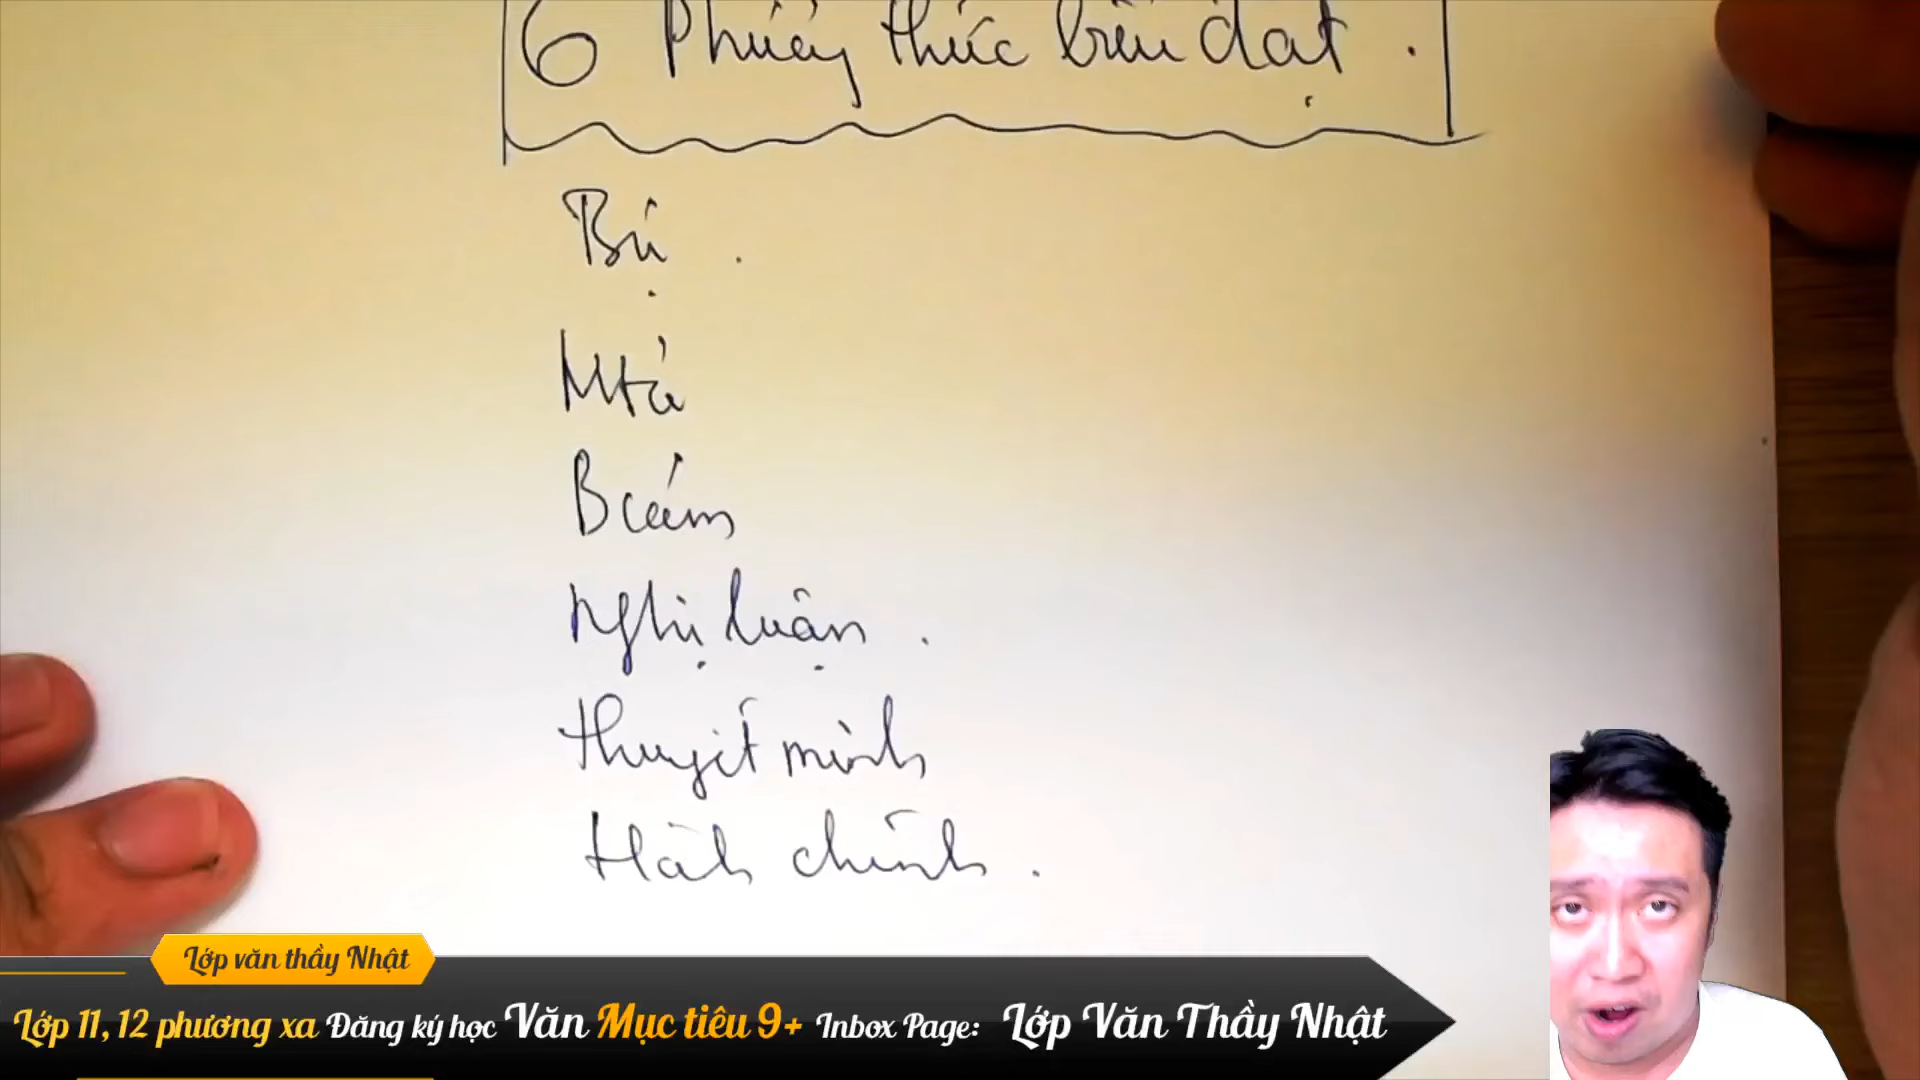 6 Phương thức biểu đạt.
Tự.
Mtả
Bcảm
Nghị luận.
Thuyết minh
Hành chính.
Lớp văn thầy Nhật
Lớp 11, 12 phương xa Đăng ký học Văn Mục tiêu 9+ Inbox Page: Lớp Văn Thầy Nhật